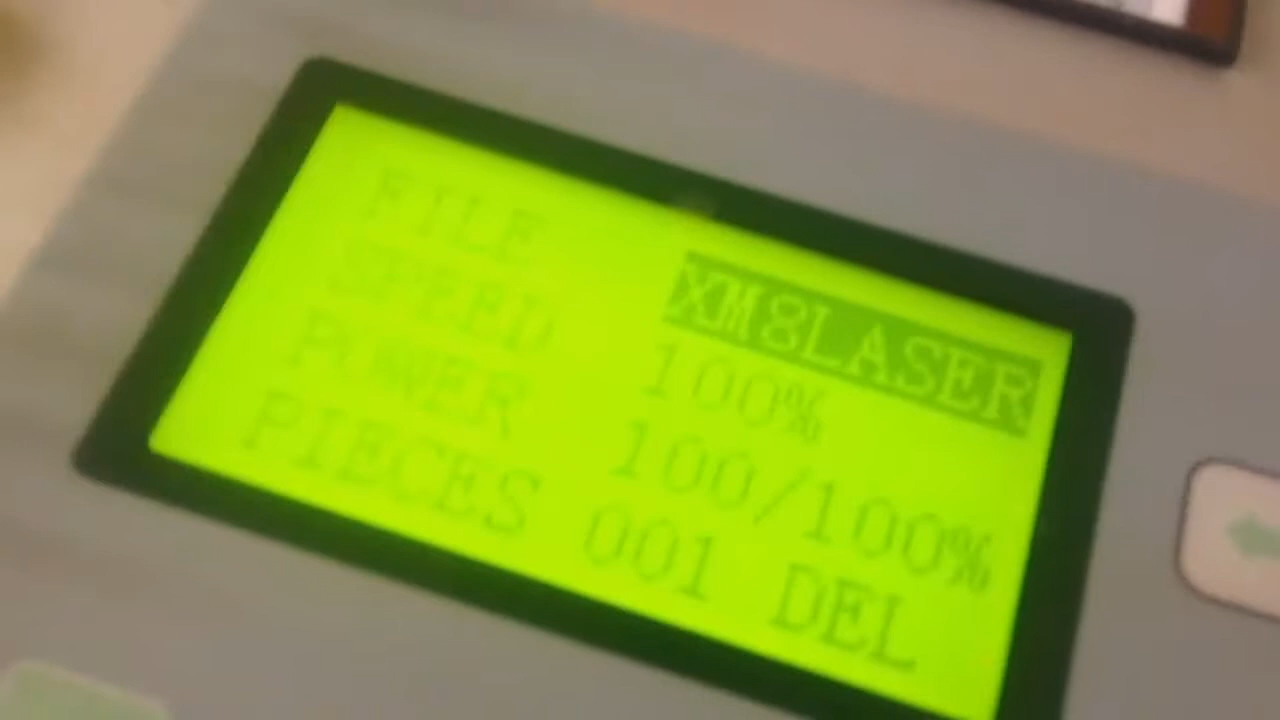 FILE XM8LASER
SPEED 100%
POWER 100/100%
PIECES 001 DEL